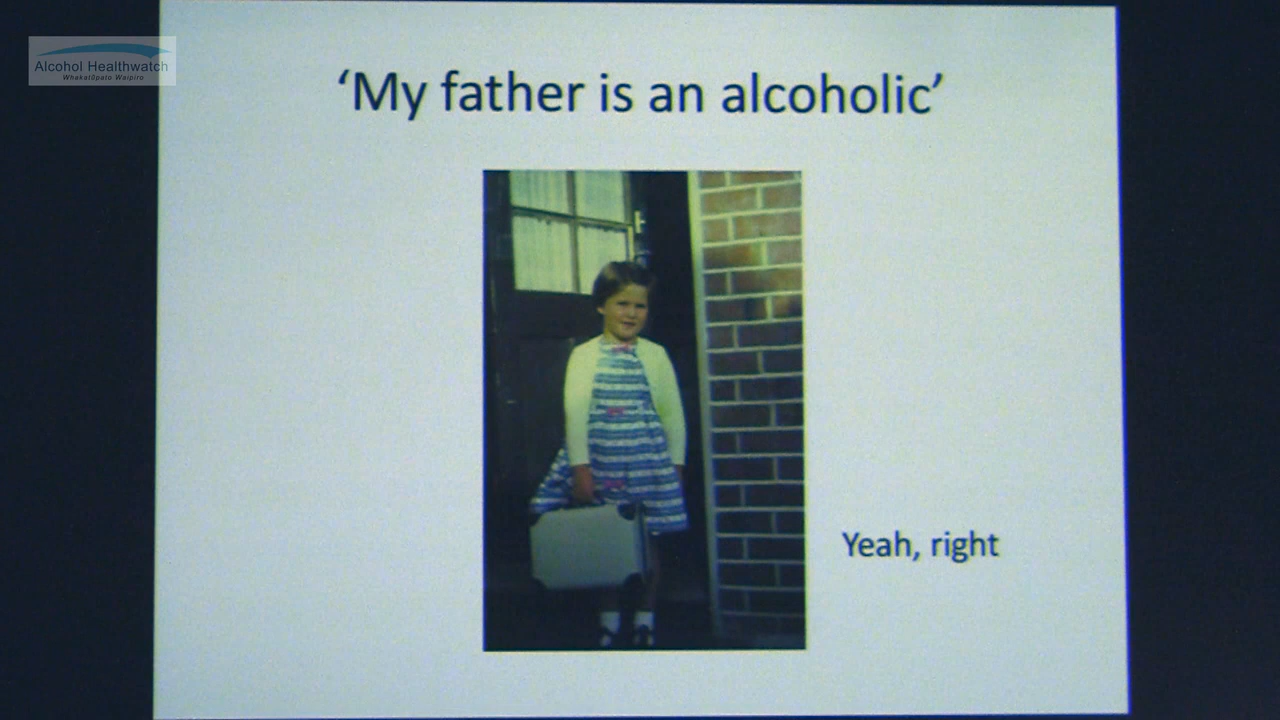 Alcohol Healthwatch
Whakatūpato Waipiro
‘My father is an alcoholic’
Yeah, right